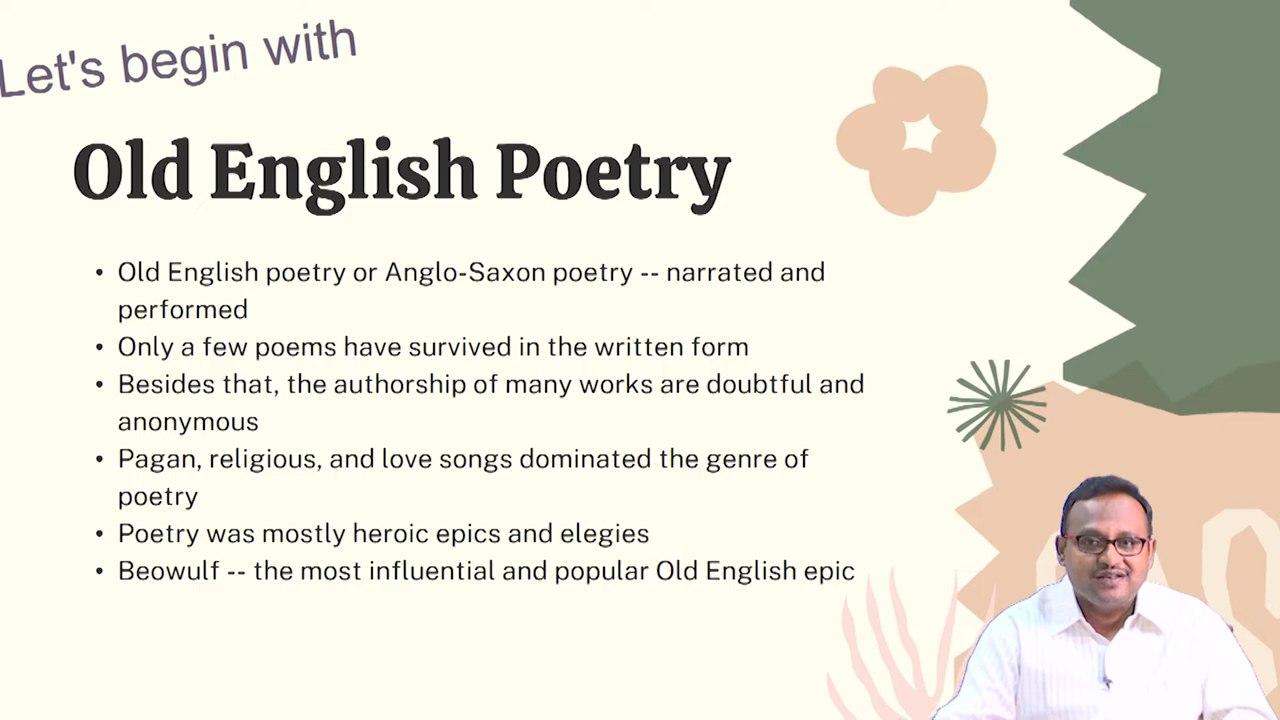 Let's begin with
Old English Poetry
• Old English poetry or Anglo-Saxon poetry -- narrated and
performed
• Only a few poems have survived in the written form
• Besides that, the authorship of many works are doubtful and
anonymous
• Pagan, religious, and love songs dominated the genre of
poetry
• Poetry was mostly heroic epics and elegies
• Beowulf -- the most influential and popular Old English epic